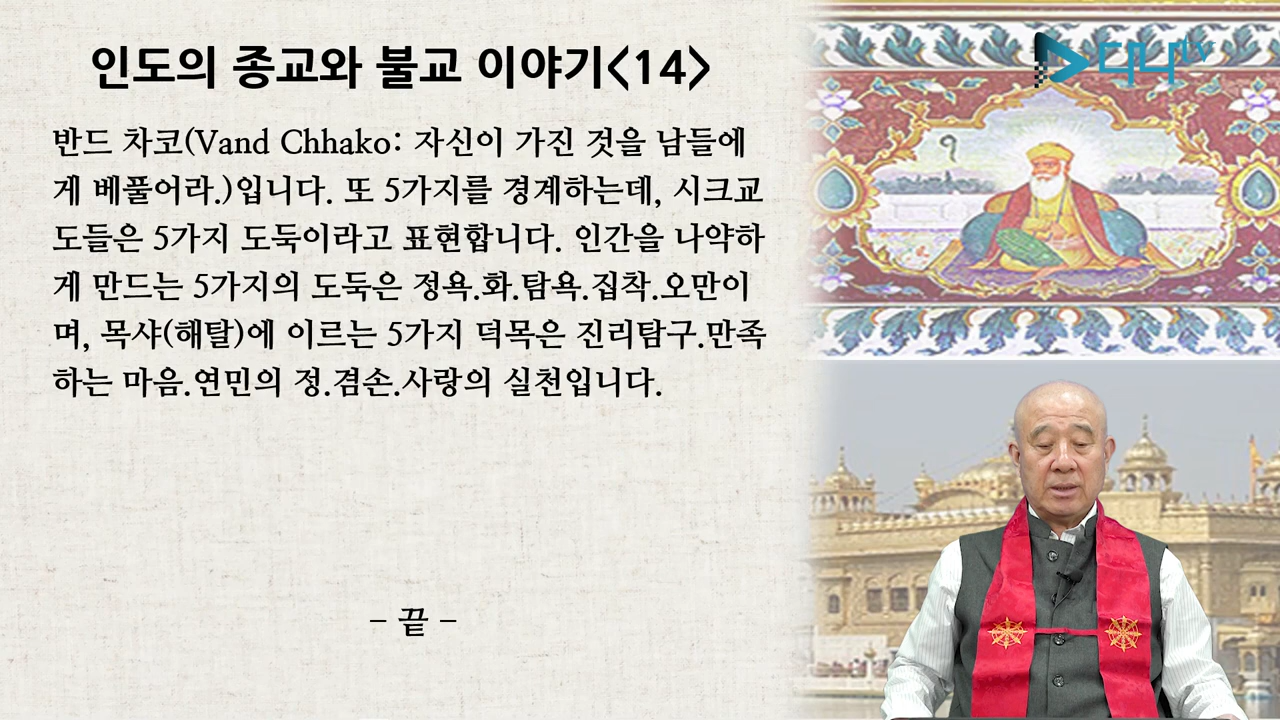 인도의 종교와 불교 이야기<14>
반드 차코(Vand Chhako: 자신이 가진 것을 남들에
게 베풀어라.)입니다. 또 5가지를 경계하는데, 시크교
도들은 5가지 도둑이라고 표현합니다. 인간을 나약하
게 만드는 5가지의 도둑은 정욕.화.탐욕.집착.오만이
며, 목샤(해탈)에 이르는 5가지 덕목은 진리탐구.만족
하는 마음.연민의 정.겸손.사랑의 실천입니다.
- 끝 -
다나tv